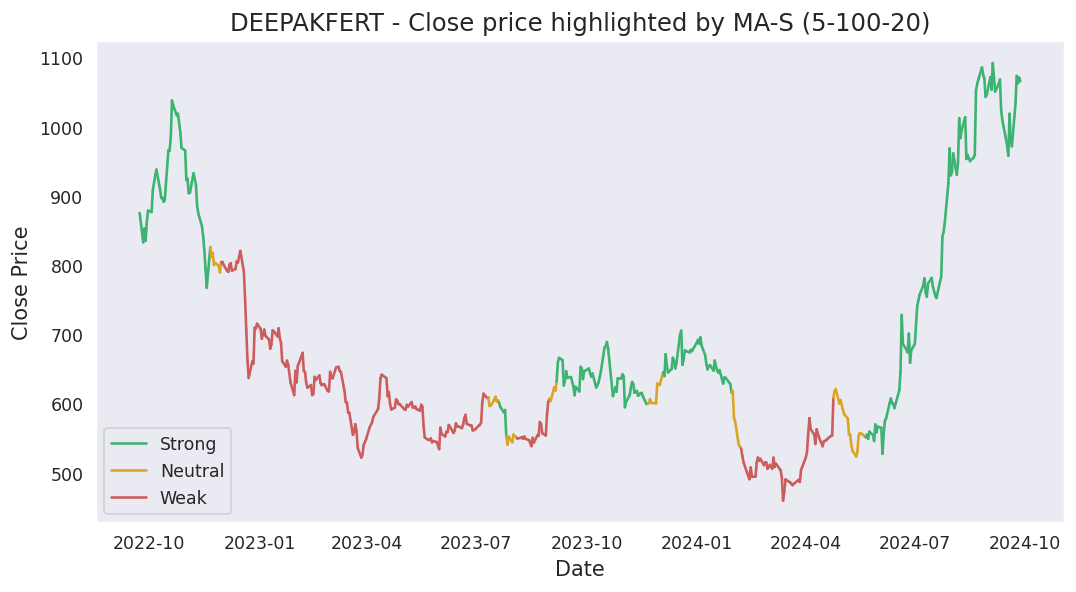 DEEPAKFERT - Close price highlighted by MA-S (5-100-20)
Close Price
1100
1000
900
800
700
600
500
Strong
Neutral
Weak
2022-10 2023-01 2023-04 2023-07 2023-10 2024-01 2024-04 2024-07 2024-10
Date